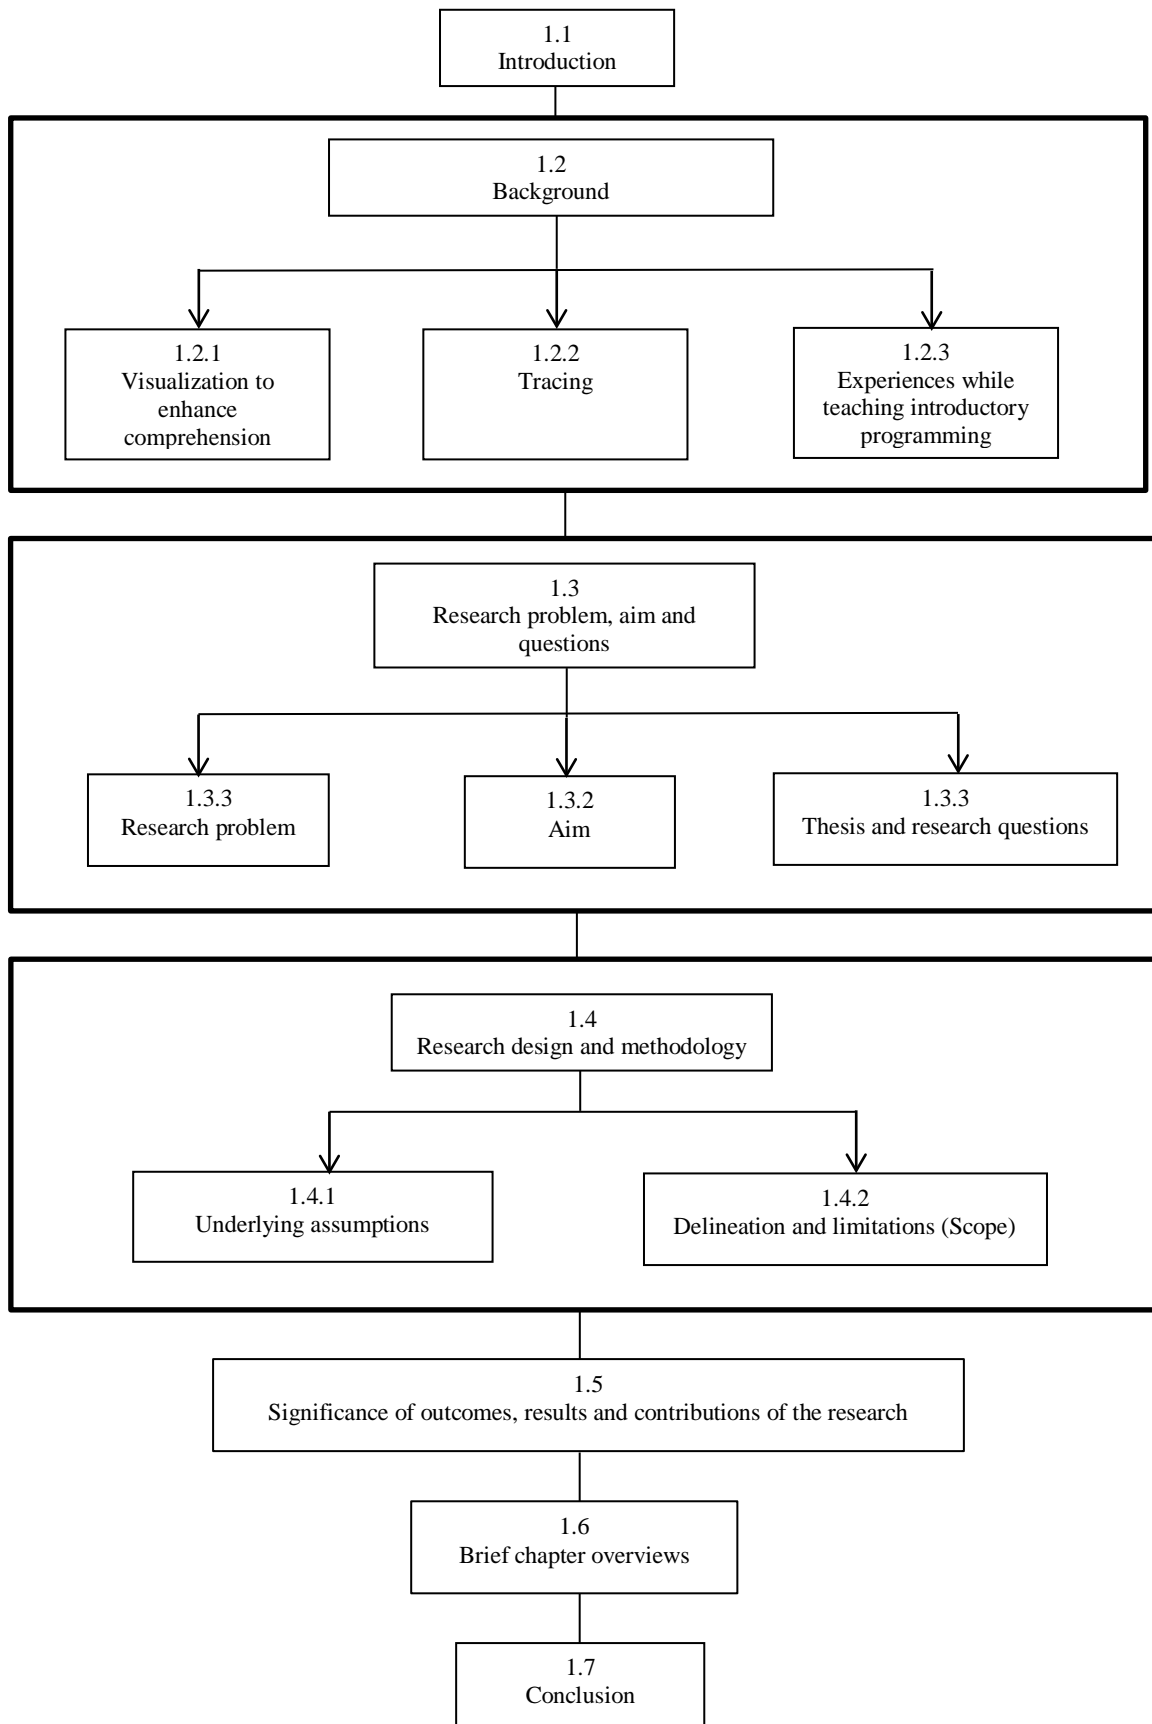 1.1
Introduction
1.2
Background
1.2.1
Visualization to
enhance
comprehension
1.2.2
Tracing
1.2.3
Experiences while
teaching introductory
programming
1.3
Research problem, aim and
questions
1.3.3
Research problem
1.3.2
Aim
1.3.3
Thesis and research questions
1.4
Research design and methodology
1.4.1
Underlying assumptions
1.4.2
Delineation and limitations (Scope)
1.5
Significance of outcomes, results and contributions of the research
1.6
Brief chapter overviews
1.7
Conclusion